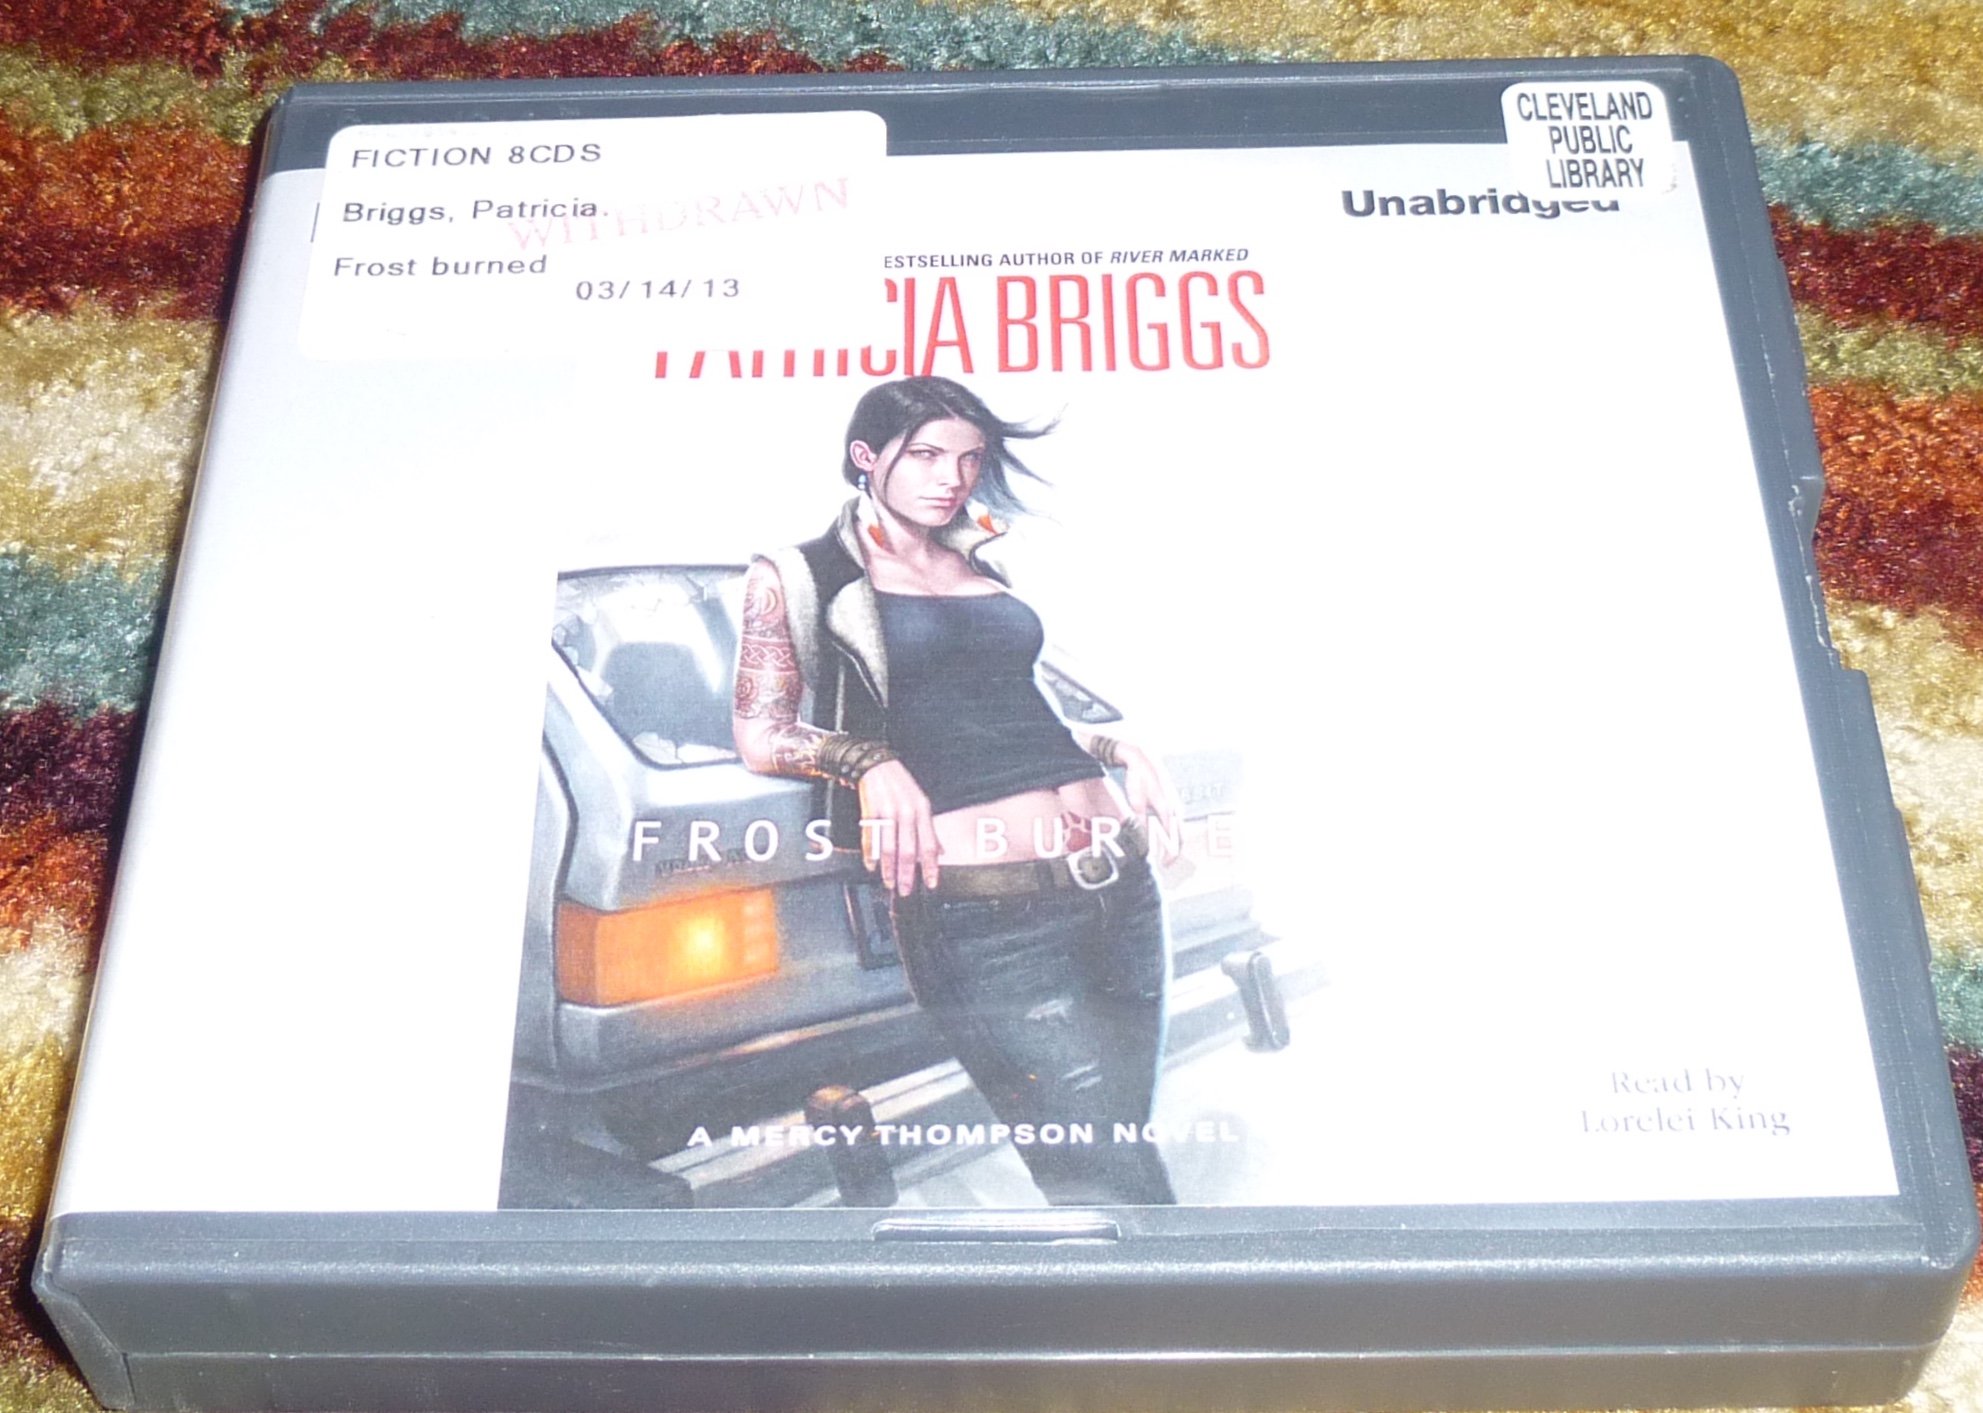 FICTION 8CDS
Briggs, Patricia.
WITHDRAWN
Frost burned
03/14/13
CLEVELAND
PUBLIC
LIBRARY
Unabridged
ESTSELLING AUTHOR OF RIVER MARKED
PATRICIA BRIGGS
FROST BURNE
A MERCY THOMPSON NOVEL
Read by
Lorelei King